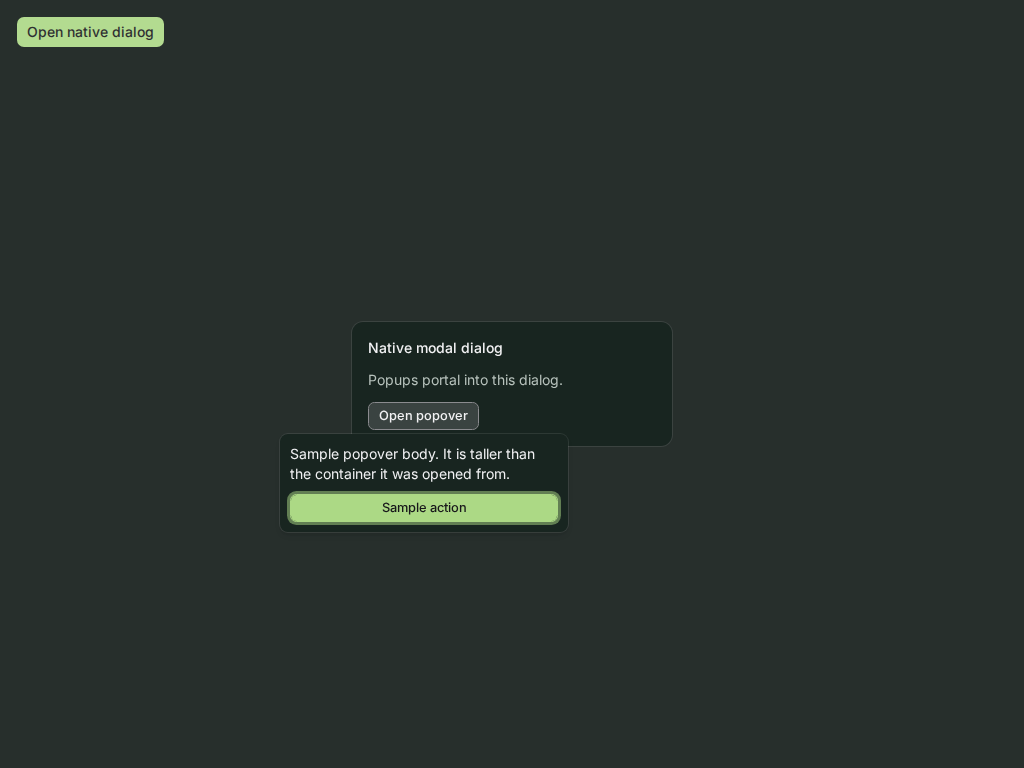 Open native dialog
Native modal dialog
Popups portal into this dialog.
Open popover
Sample popover body. It is taller than
the container it was opened from.
Sample action